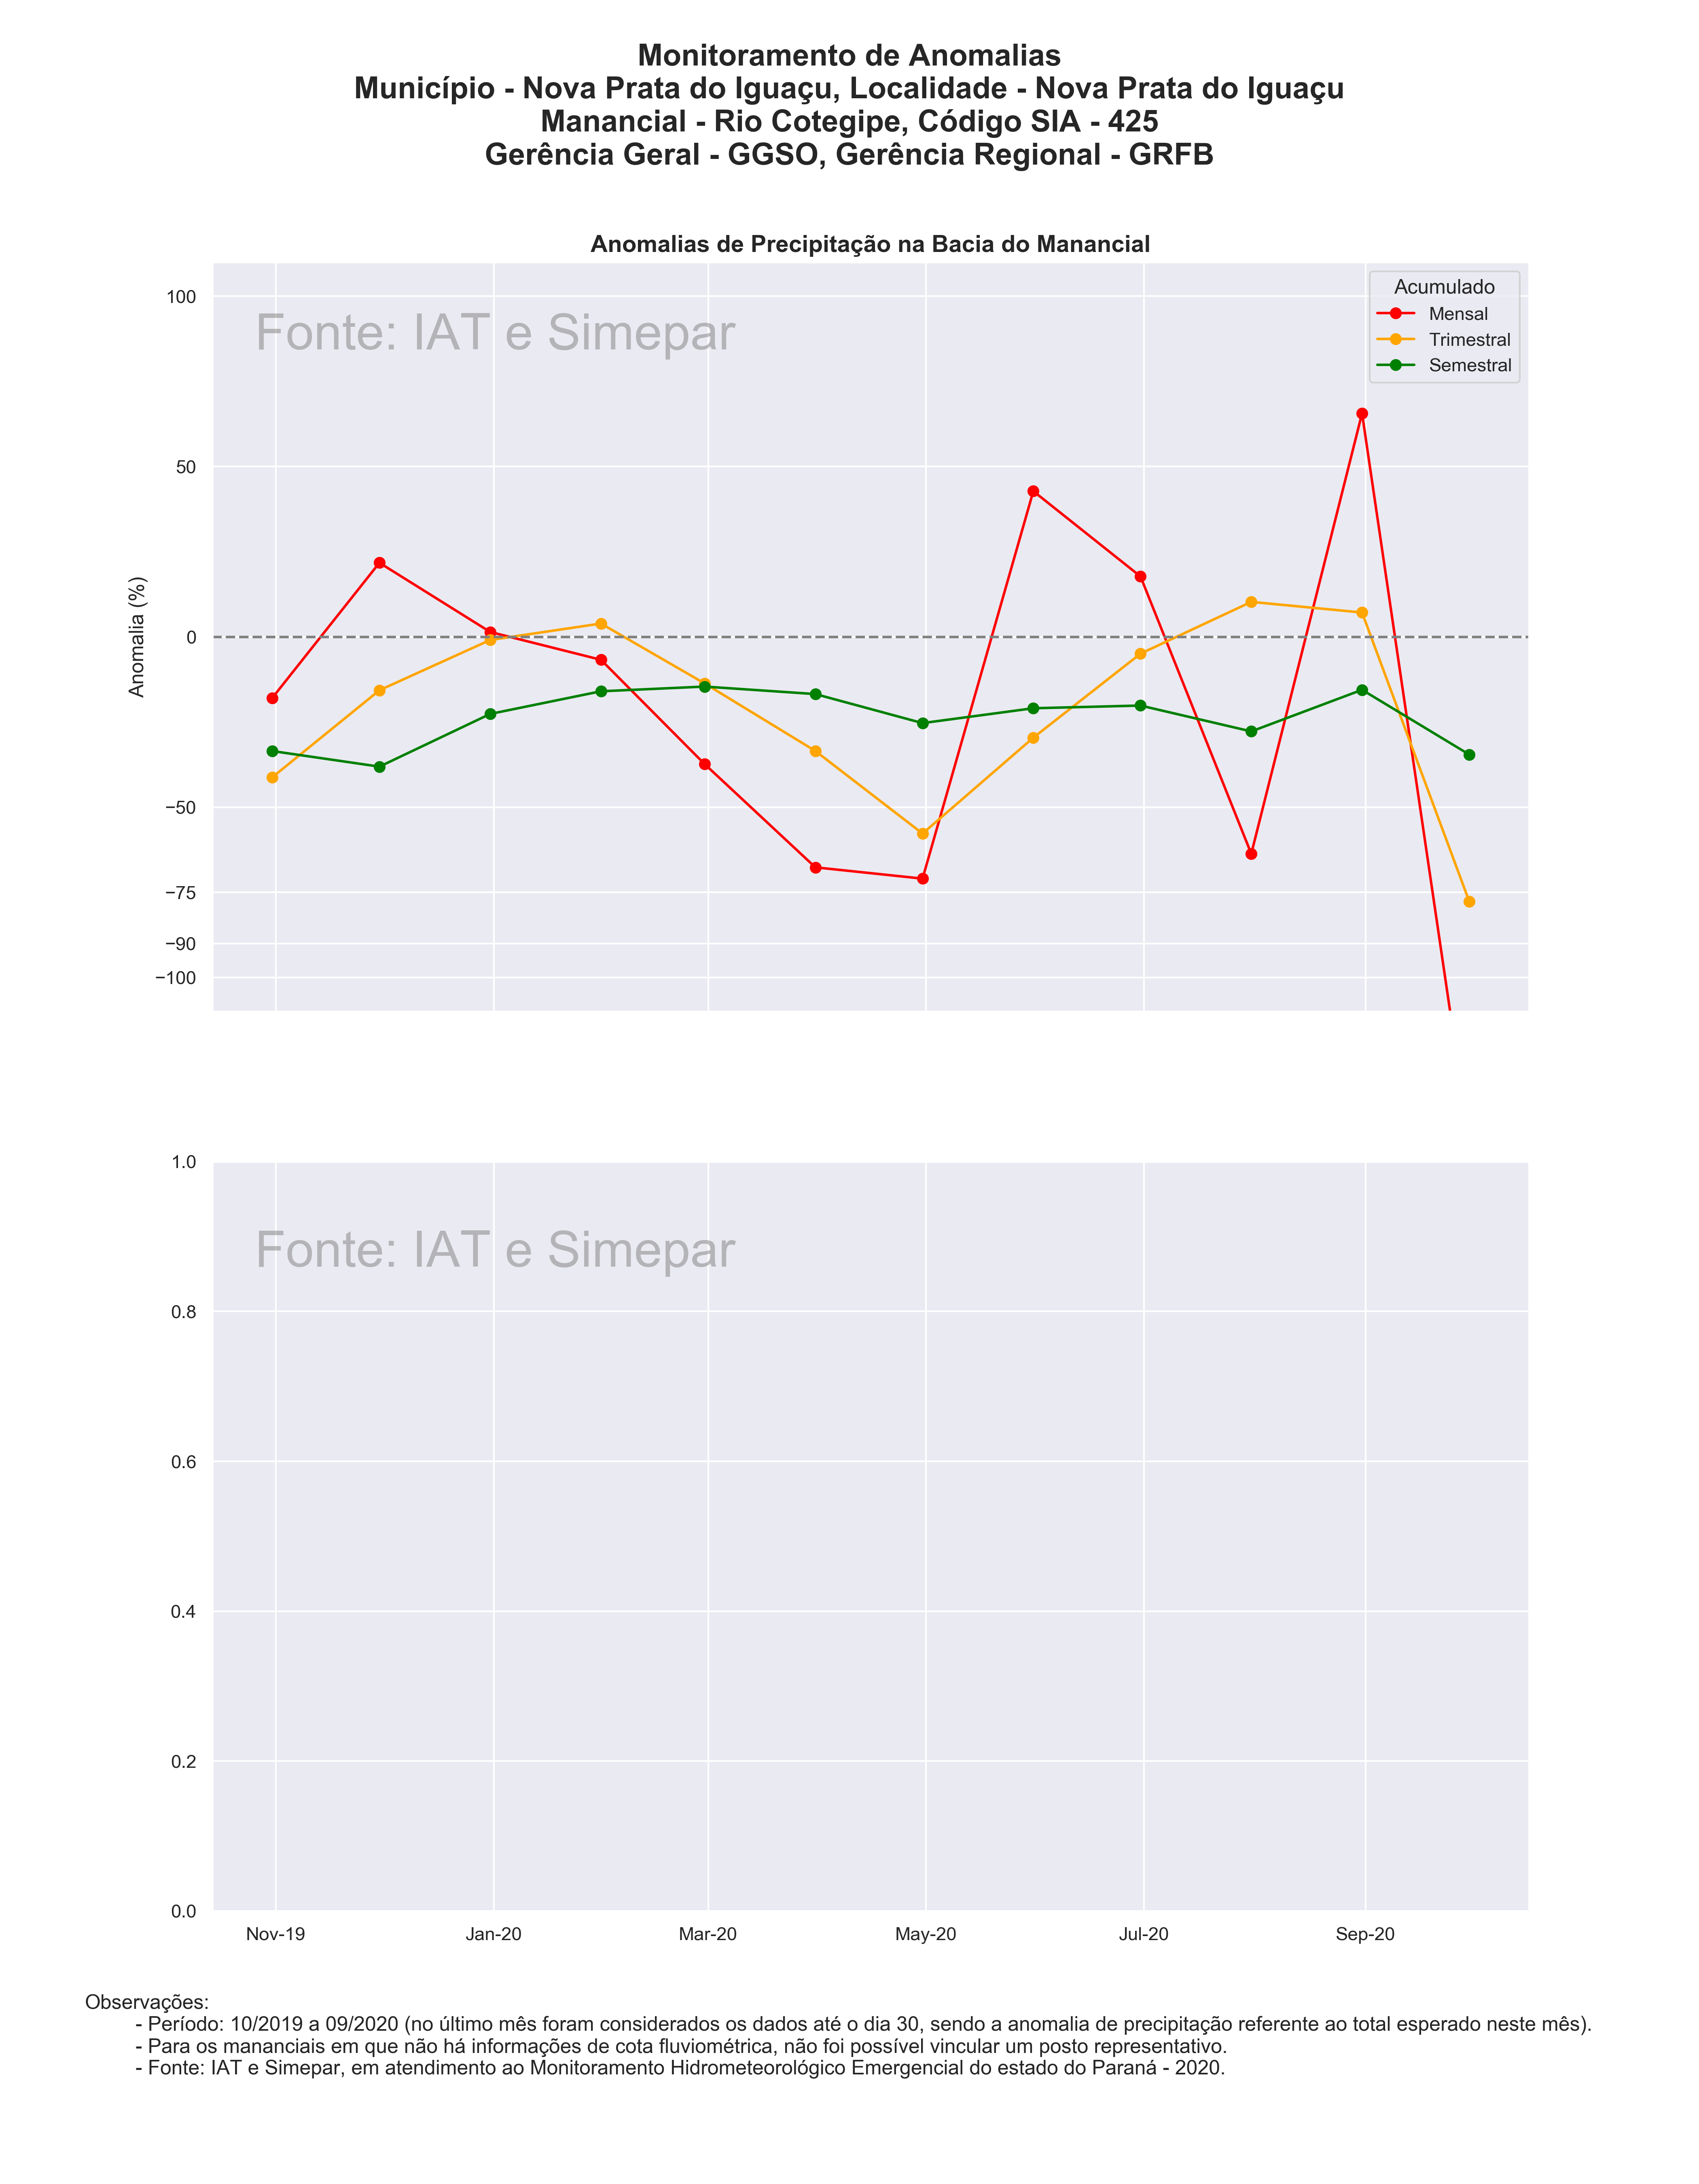 Monitoramento de Anomalias
Município - Nova Prata do Iguaçu, Localidade - Nova Prata do Iguaçu
Manancial - Rio Cotegipe, Código SIA - 425
Gerência Geral - GGSO, Gerência Regional - GRFB
Anomalias de Precipitação na Bacia do Manancial
Fonte: IAT e Simepar
Acumulado
Mensal
Trimestral
Semestral
Anomalia (%)
100
50
0
−50
−75
−90
−100
Fonte: IAT e Simepar
1.0
0.8
0.6
0.4
0.2
0.0
Nov-19 Jan-20 Mar-20 May-20 Jul-20 Sep-20
Observações:
- Período: 10/2019 a 09/2020 (no último mês foram considerados os dados até o dia 30, sendo a anomalia de precipitação referente ao total esperado neste mês).
- Para os mananciais em que não há informações de cota fluviométrica, não foi possível vincular um posto representativo.
- Fonte: IAT e Simepar, em atendimento ao Monitoramento Hidrometeorológico Emergencial do estado do Paraná - 2020.